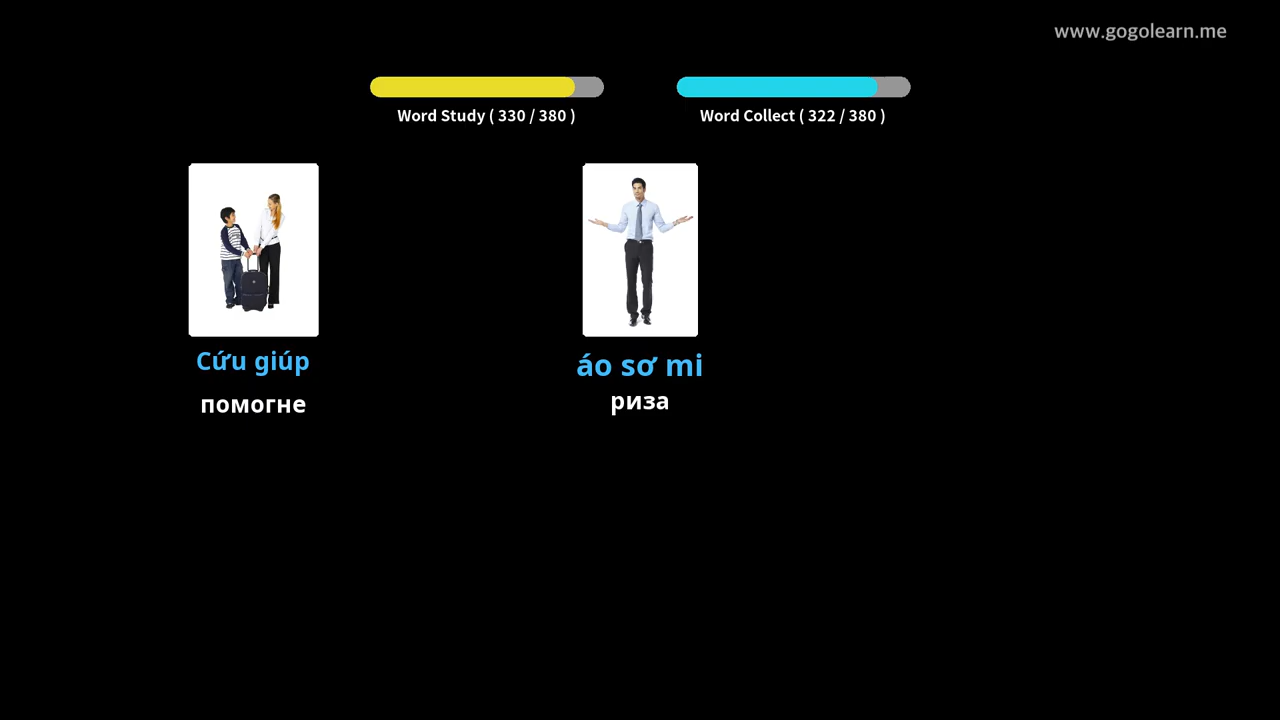 www.gogolearn.me
Word Study ( 330 / 380 )
Word Collect ( 322 / 380 )
Cứu giúp
помогне
áo sơ mi
риза